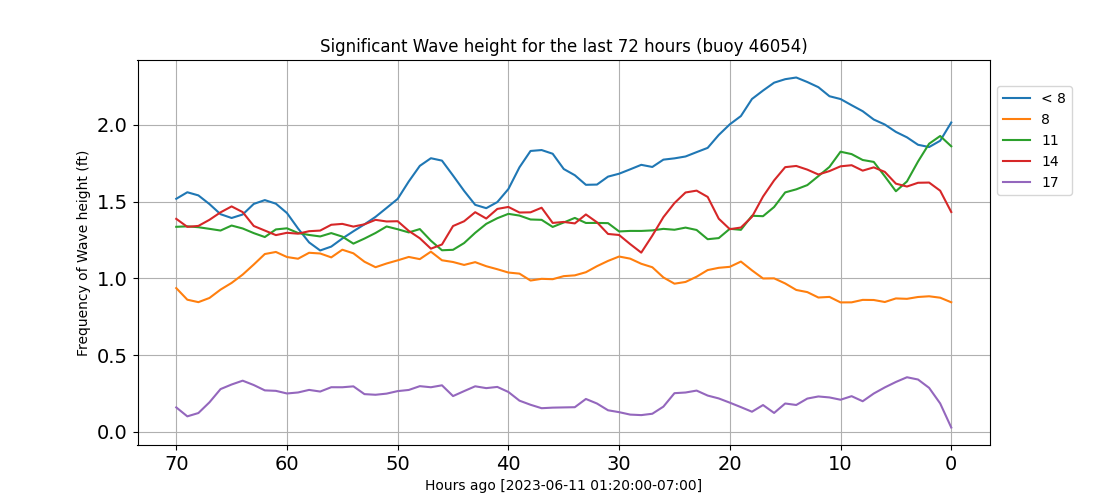 Significant Wave height for the last 72 hours (buoy 46054)
Frequency of Wave height (ft)
2.0
1.5
1.0
0.5
0.0
70 60 50 40 30 20 10 0
Hours ago [2023-06-11 01:20:00-07:00]
< 8
8
11
14
17